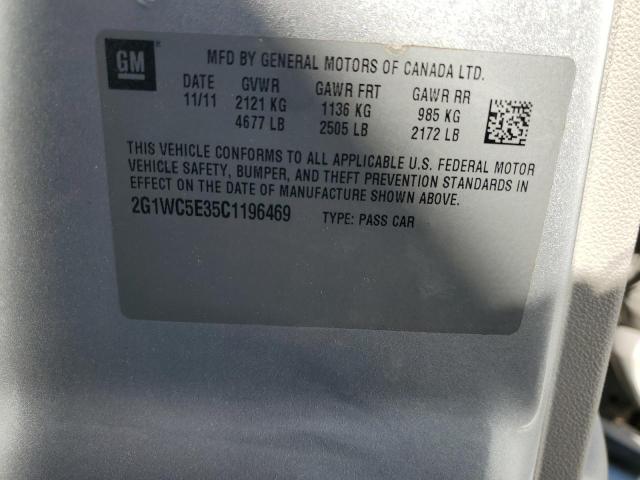 GM
MFD BY GENERAL MOTORS OF CANADA LTD.
DATE GVWR GAWR FRT GAWR RR
11/11 2121 KG 1136 KG 985 KG
4677 LB 2505 LB 2172 LB
THIS VEHICLE CONFORMS TO ALL APPLICABLE U.S. FEDERAL MOTOR
VEHICLE SAFETY, BUMPER, AND THEFT PREVENTION STANDARDS IN
EFFECT ON THE DATE OF MANUFACTURE SHOWN ABOVE.
2G1WC5E35C1196469 TYPE: PASS CAR